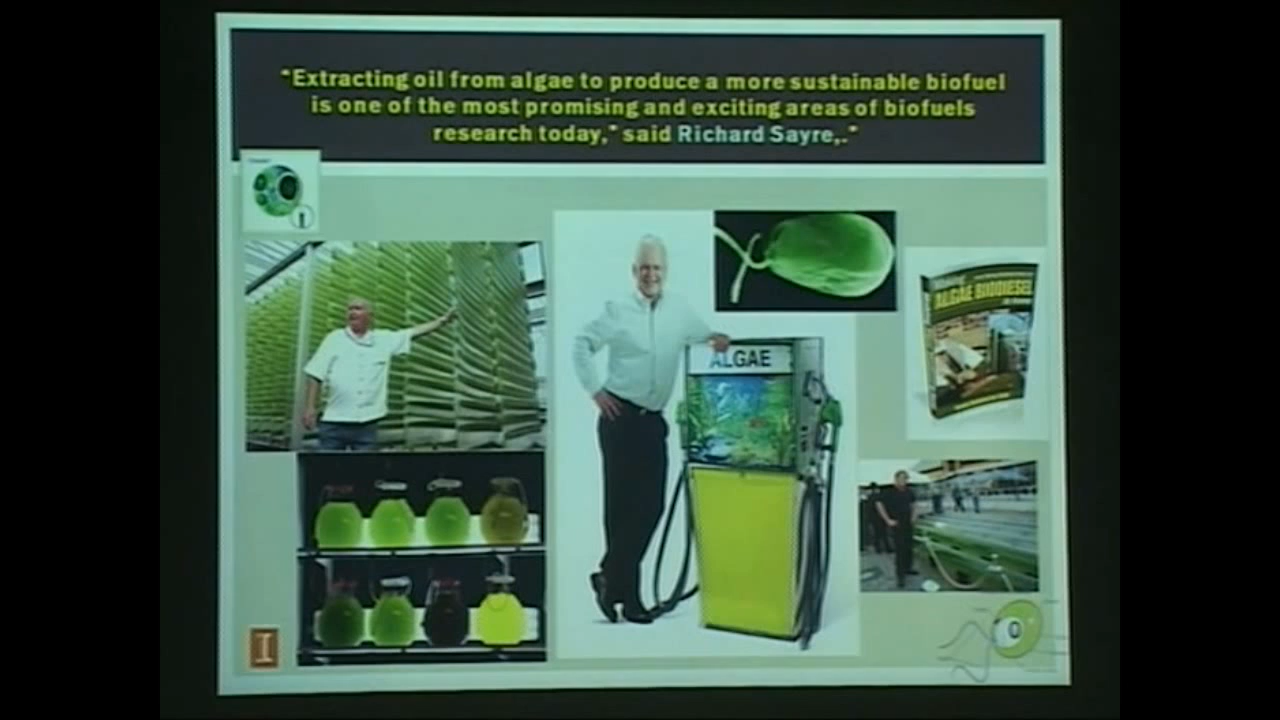 "Extracting oil from algae to produce a more sustainable biofuel
is one of the most promising and exciting areas of biofuels
research today," said Richard Sayre,."
ALGAE
ALGAE BIODIESEL
I